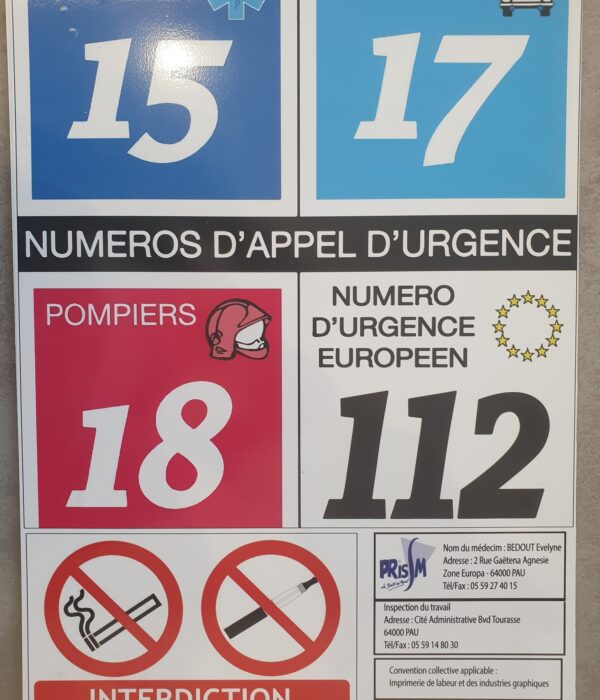 15
17
NUMEROS D'APPEL D'URGENCE
POMPIERS
18
NUMERO
D'URGENCE
EUROPEEN
112
PRisSM
Nom du médecim : BEDOUT Evelyne
Adresse : 2 Rue Gaëtena Agnesie
Zone Europa - 64000 PAU
Tél/Fax : 05 59 27 40 15
Inspection du travail
Adresse : Cité Administrative Bvd Tourasse
64000 PAU
Tél/Fax : 05 59 14 80 30
Convention collective applicable :
Imprimerie de labeur et des industries graphiques
INTERDICTION